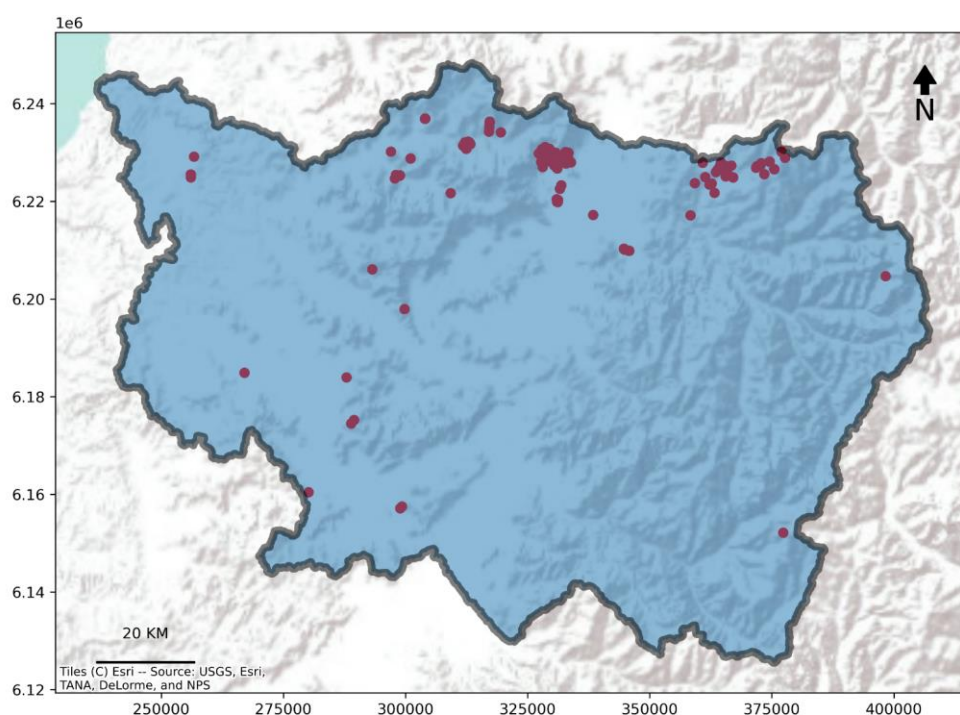 1e6
6.24
6.22
6.20
6.18
6.16
6.14
6.12
N
20 KM
Tiles (C) Esri -- Source: USGS, Esri,
TANA, DeLorme, and NPS
250000 275000 300000 325000 350000 375000 400000